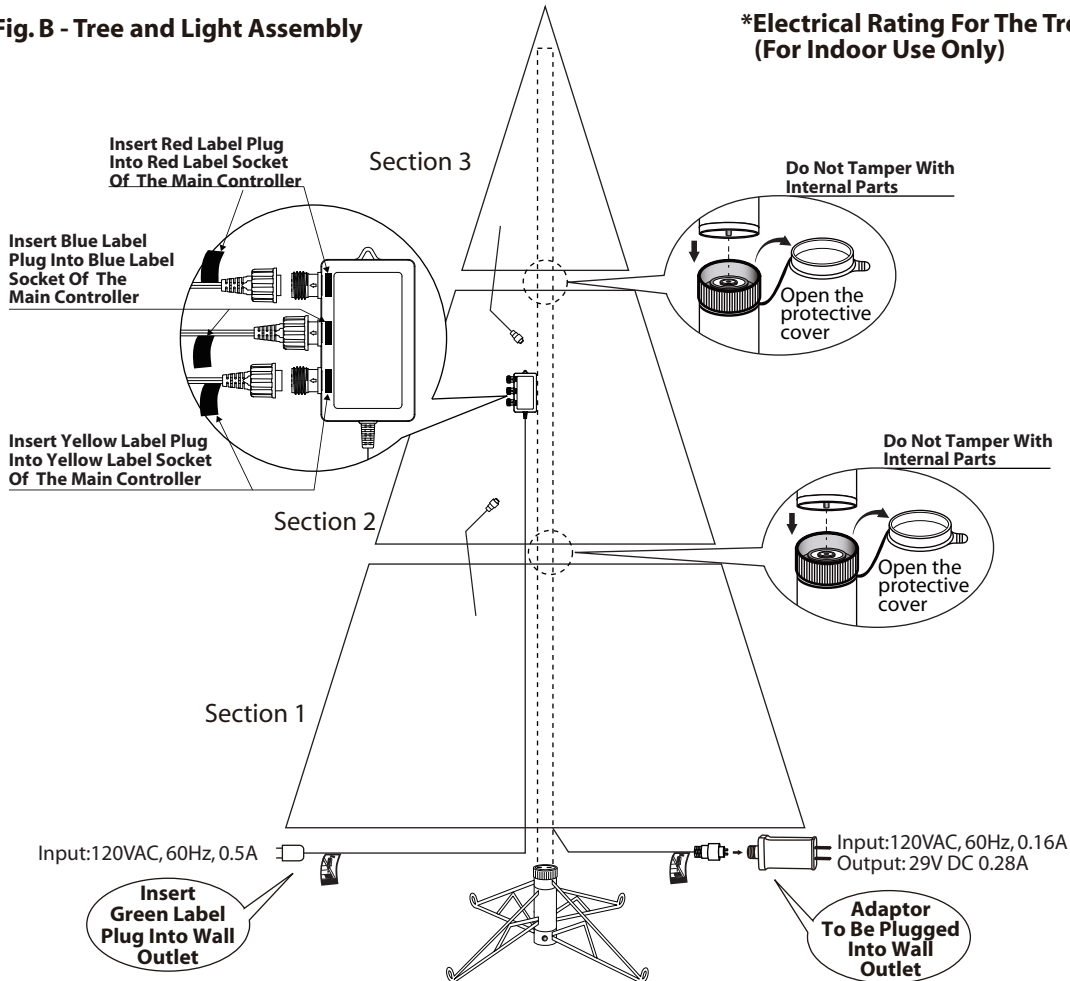 Fig. B - Tree and Light Assembly
*Electrical Rating For The
(For Indoor Use Only)
Insert Red Label Plug
Into Red Label Socket
Of The Main Controller
Section 3
Do Not Tamper With
Internal Parts
Insert Blue Label
Plug Into Blue Label
Socket Of The
Main Controller
Open the
protective
cover
Insert Yellow Label Plug
Into Yellow Label Socket
Of The Main Controller
Do Not Tamper With
Internal Parts
Section 2
Open the
protective
cover
Section 1
Input:120VAC, 60Hz, 0.5A
Input:120VAC, 60Hz, 0.16A
Output: 29V DC 0.28A
Insert
Green Label
Plug Into Wall
Outlet
Adaptor
To Be Plugged
Into Wall
Outlet